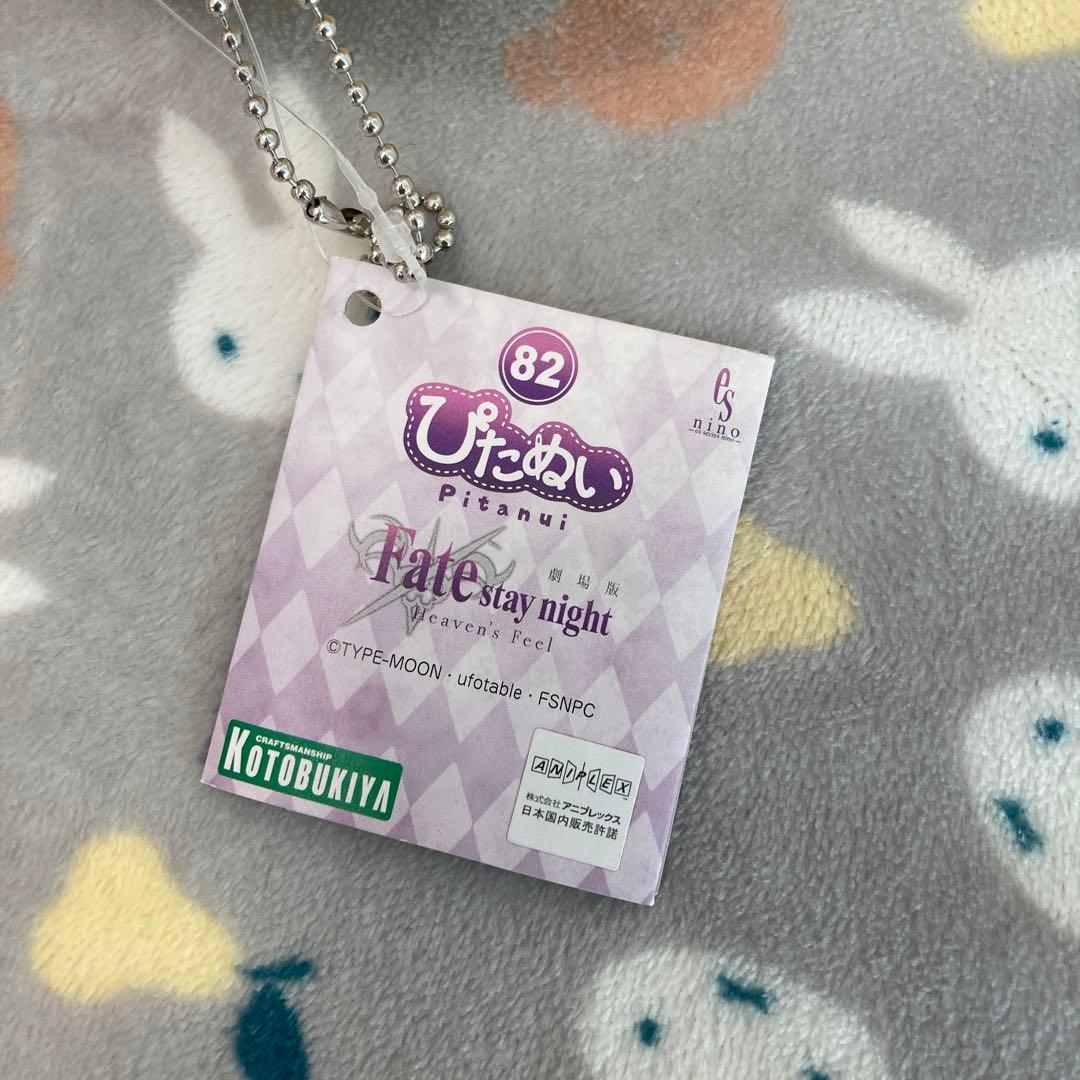 82
es
nino
-es series nino-
ぴたぬい
Pitanui
劇場版
Fate stay night
Heaven's Feel
©TYPE-MOON・ufotable・FSNPC
CRAFTSMANSHIP
KOTOBUKIYA
ANIPLEX™
株式会社アニプレックス
日本国内販売許諾